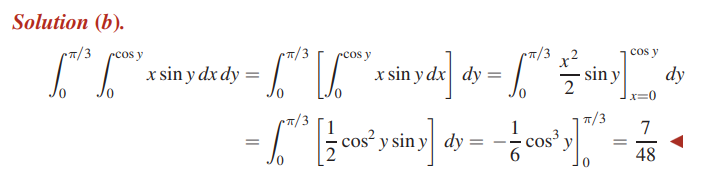 Solution (b).
∫₀^{π/3} ∫₀^{cos y} x sin y dx dy = ∫₀^{π/3} [∫₀^{cos y} x sin y dx] dy = ∫₀^{π/3} x²/2 sin y]_{x=0}^{cos y} dy
= ∫₀^{π/3} [1/2 cos² y sin y] dy = −1/6 cos³ y]₀^{π/3} = 7/48 ◄